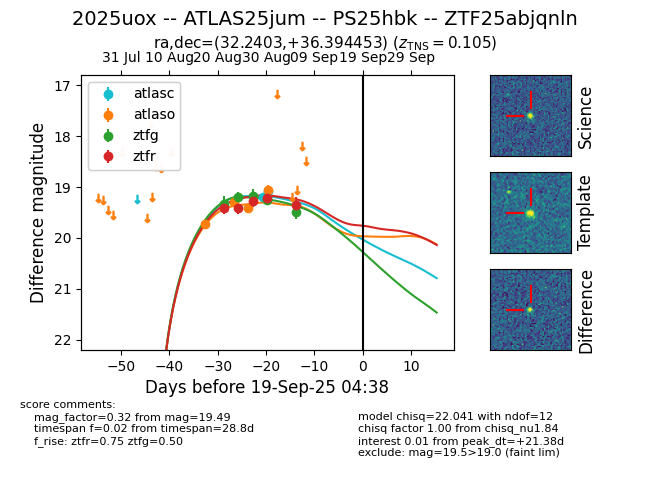 2025uox -- ATLAS25jum -- PS25hbk -- ZTF25abjqnln
ra,dec=(32.2403,+36.394453) (z_TNS = 0.105)
31 Jul 10 Aug20 Aug30 Aug09 Sep19 Sep29 Sep
atlasc
atlaso
ztfg
ztfr
17
18
19
20
21
22
Difference magnitude
−50 −40 −30 −20 −10 0 10
Days before 19-Sep-25 04:38
Science
Template
Difference
score comments:
mag_factor=0.32 from mag=19.49
timespan f=0.02 from timespan=28.8d
f_rise: ztfr=0.75 ztfg=0.50
model chisq=22.041 with ndof=12
chisq factor 1.00 from chisq_nu1.84
interest 0.01 from peak_dt=+21.38d
exclude: mag=19.5>19.0 (faint lim)